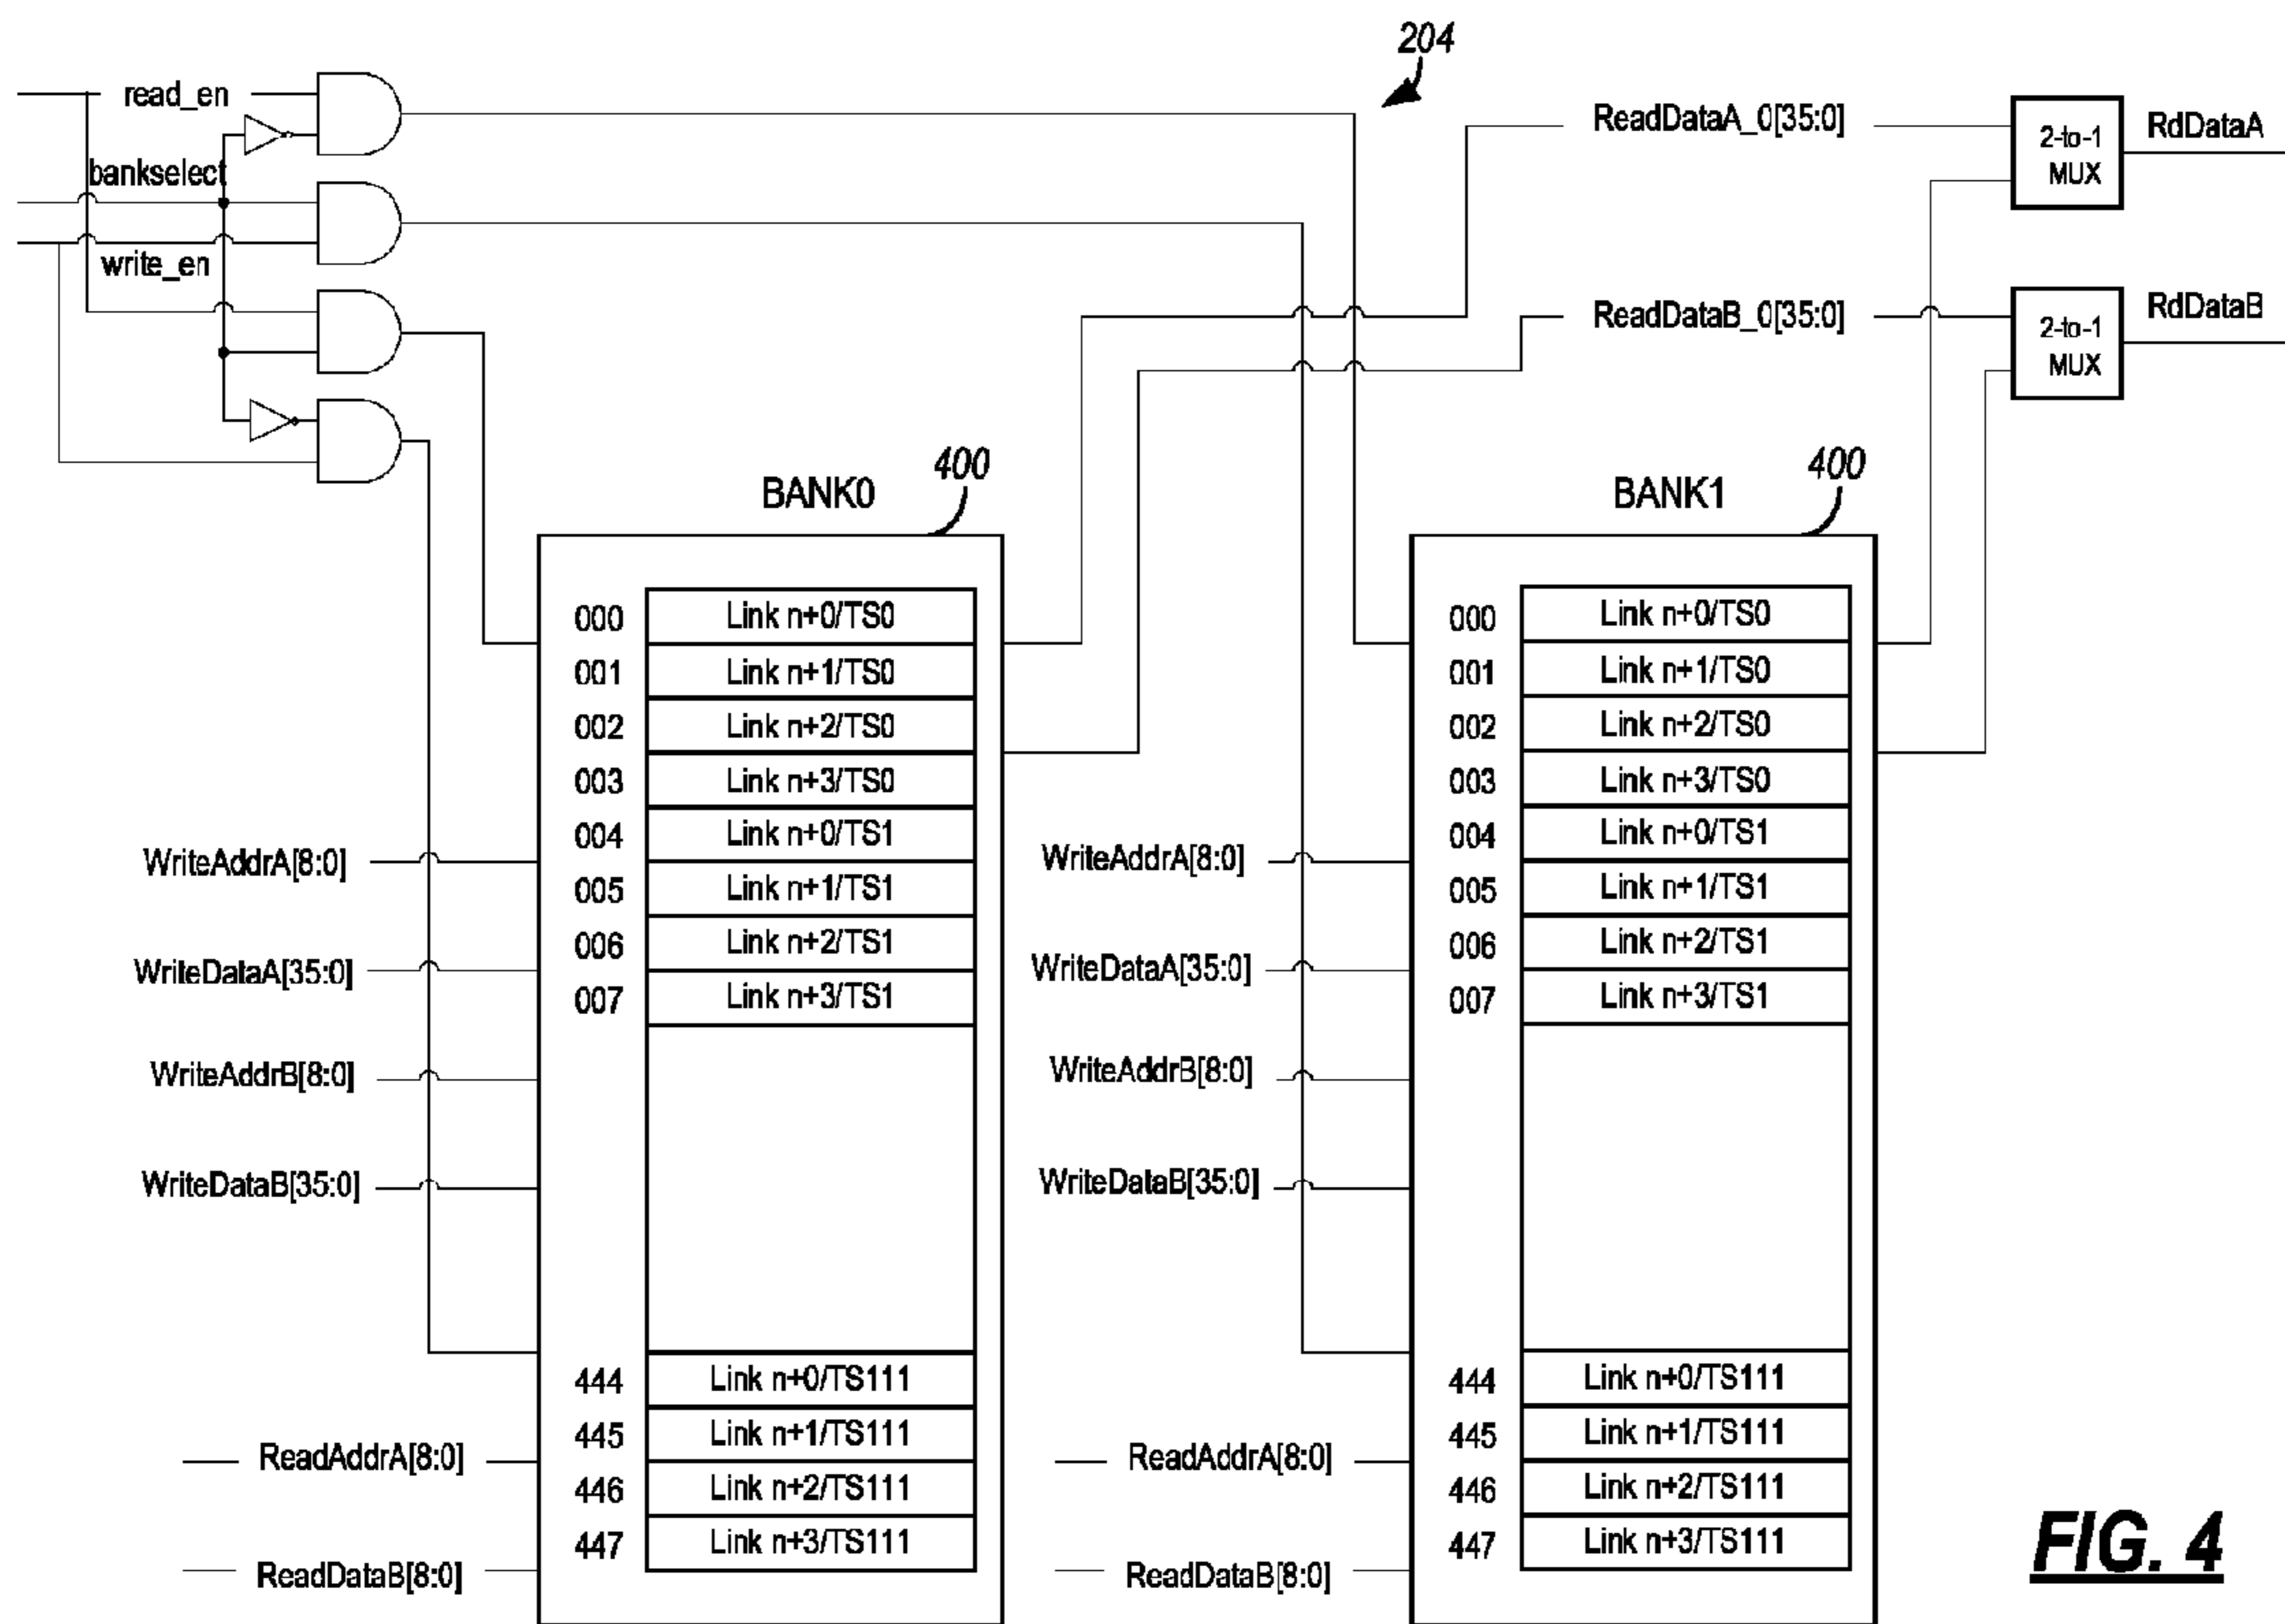 204
read_en
bankselect
write_en
ReadDataA_0[35:0]
2-to-1
MUX
RdDataA
ReadDataB_0[35:0]
2-to-1
MUX
RdDataB
BANK0
400
000 Link n+0/TS0
001 Link n+1/TS0
002 Link n+2/TS0
003 Link n+3/TS0
004 Link n+0/TS1
005 Link n+1/TS1
006 Link n+2/TS1
007 Link n+3/TS1
444 Link n+0/TS111
445 Link n+1/TS111
446 Link n+2/TS111
447 Link n+3/TS111
WriteAddrA[8:0]
WriteDataA[35:0]
WriteAddrB[8:0]
WriteDataB[35:0]
ReadAddrA[8:0]
ReadDataB[8:0]
BANK1
400
000 Link n+0/TS0
001 Link n+1/TS0
002 Link n+2/TS0
003 Link n+3/TS0
004 Link n+0/TS1
005 Link n+1/TS1
006 Link n+2/TS1
007 Link n+3/TS1
444 Link n+0/TS111
445 Link n+1/TS111
446 Link n+2/TS111
447 Link n+3/TS111
WriteAddrA[8:0]
WriteDataA[35:0]
WriteAddrB[8:0]
WriteDataB[35:0]
ReadAddrA[8:0]
ReadDataB[8:0]
FIG. 4